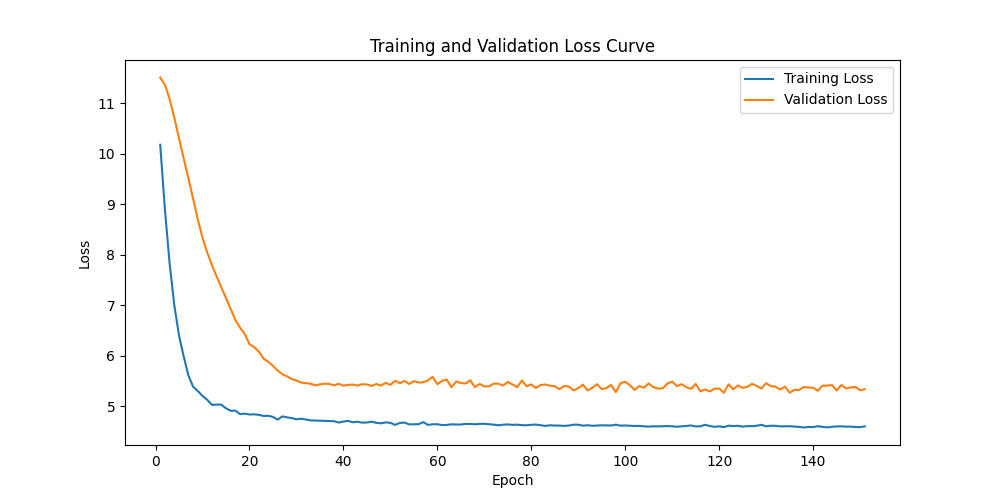 Training and Validation Loss Curve
Training Loss
Validation Loss
11
10
9
8
7
6
5
Loss
0 20 40 60 80 100 120 140
Epoch